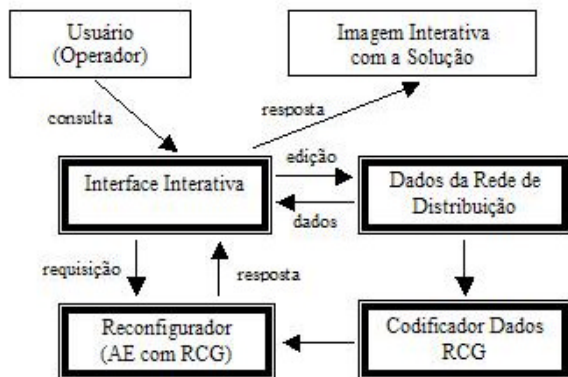 Usuário
(Operador)
Imagem Interativa
com a Solução
consulta
resposta
Interface Interativa
edição
dados
Dados da Rede de
Distribuição
requisição
resposta
Reconfigurador
(AE com RCG)
Codificador Dados
RCG